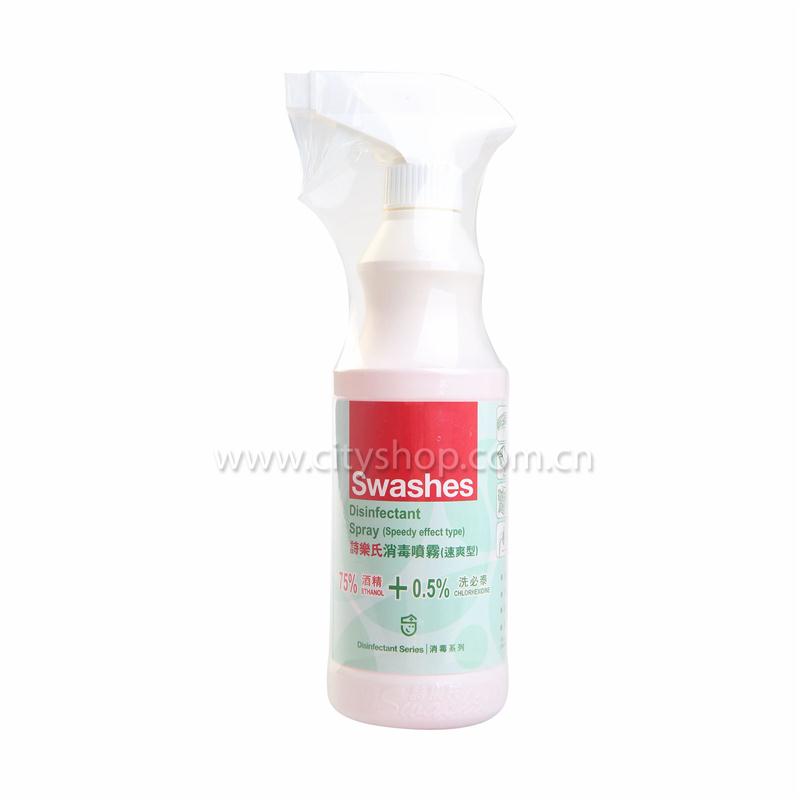 www.cityshop.com.cn
Swashes
Disinfectant
Spray (Speedy effect type)
詩樂氏消毒噴霧(速爽型)
75% 酒精 ETHANOL + 0.5% 洗必泰 CHLORHEXIDINE
Disinfectant Series | 消毒系列